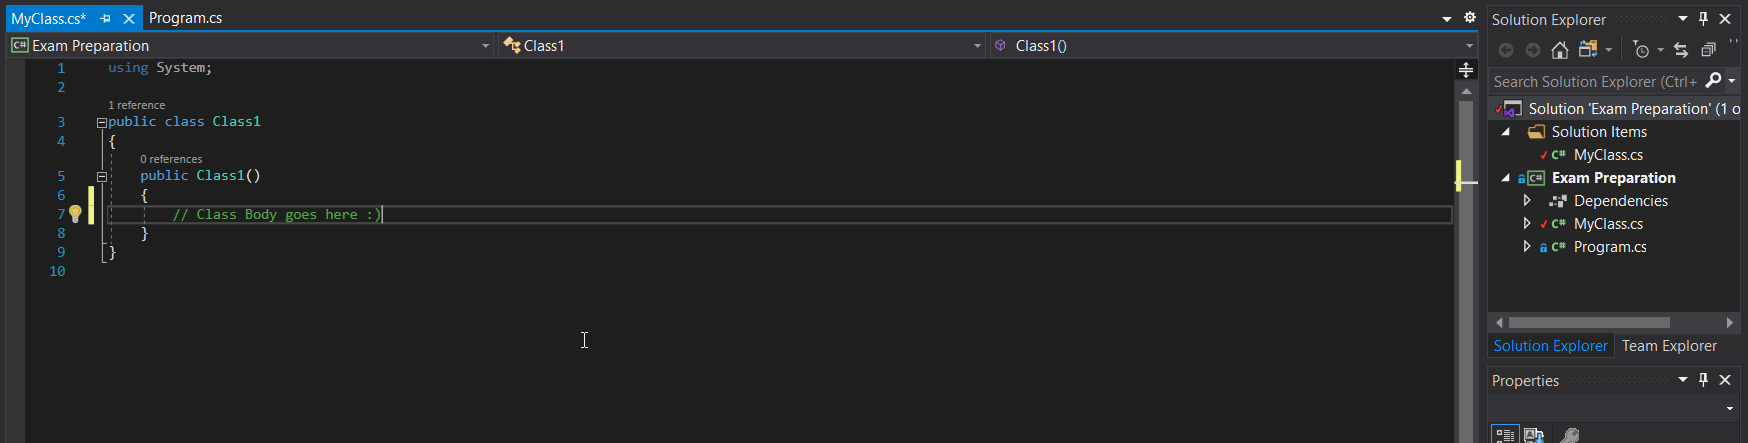 MyClass.cs*
Program.cs
C# Exam Preparation
Class1
Class1()
1 using System;
2
1 reference
3 public class Class1
4 {
0 references
5 public Class1()
6 {
7 // Class Body goes here :)
8 }
9 }
10
Solution Explorer
Search Solution Explorer (Ctrl+
Solution 'Exam Preparation' (1 o
Solution Items
C# MyClass.cs
C# Exam Preparation
Dependencies
C# MyClass.cs
C# Program.cs
Solution Explorer Team Explorer
Properties